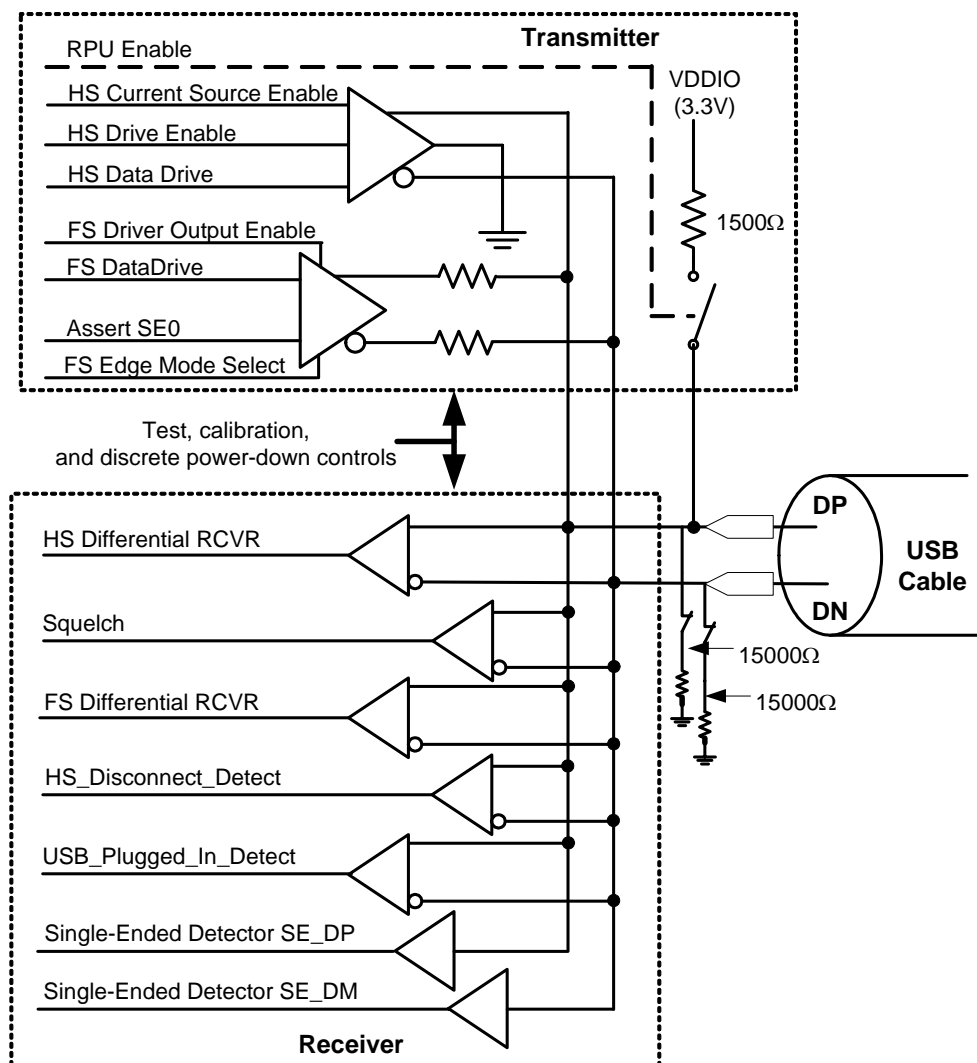 Transmitter
RPU Enable
VDDIO
(3.3V)
HS Current Source Enable
HS Drive Enable
HS Data Drive
1500Ω
FS Driver Output Enable
FS DataDrive
Assert SE0
FS Edge Mode Select
Test, calibration,
and discrete power-down controls
HS Differential RCVR
DP
USB
Cable
DN
Squelch
15000Ω
FS Differential RCVR
15000Ω
HS_Disconnect_Detect
USB_Plugged_In_Detect
Single-Ended Detector SE_DP
Single-Ended Detector SE_DM
Receiver